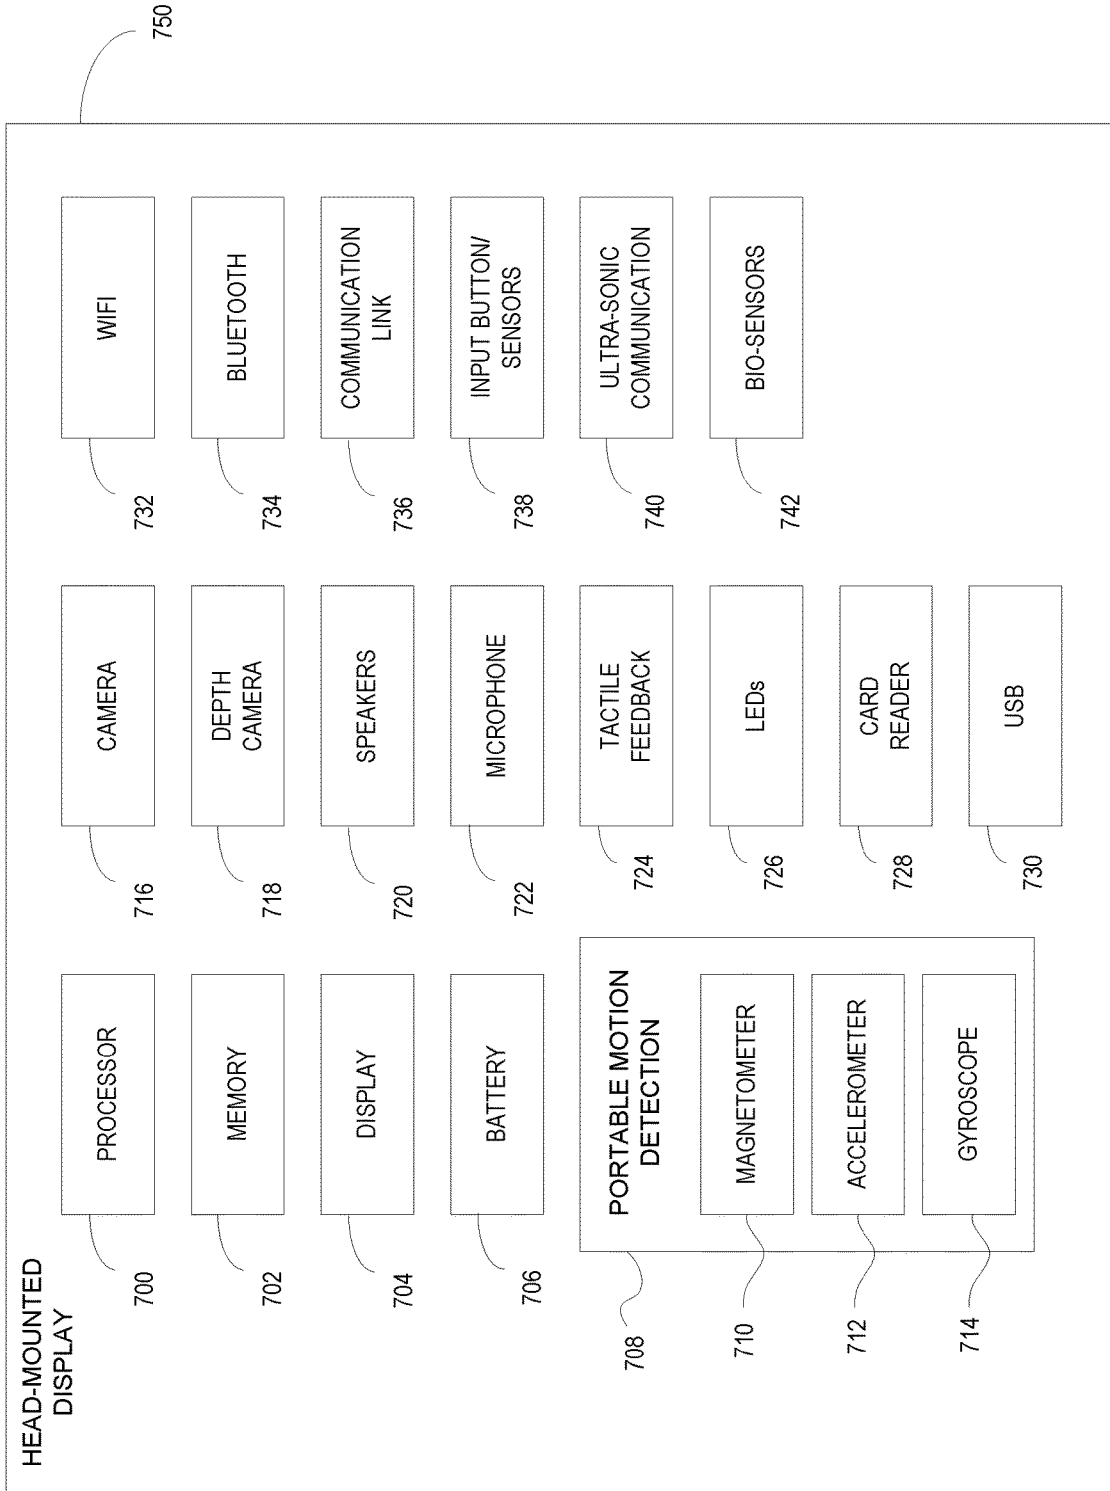 HEAD-MOUNTED
DISPLAY
750
PROCESSOR
700
MEMORY
702
DISPLAY
704
BATTERY
706
PORTABLE MOTION
DETECTION
708
MAGNETOMETER
710
ACCELEROMETER
712
GYROSCOPE
714
CAMERA
716
DEPTH
CAMERA
718
SPEAKERS
720
MICROPHONE
722
TACTILE
FEEDBACK
724
LEDs
726
CARD
READER
728
USB
730
WIFI
732
BLUETOOTH
734
COMMUNICATION
LINK
736
INPUT BUTTON/
SENSORS
738
ULTRA-SONIC
COMMUNICATION
740
BIO-SENSORS
742